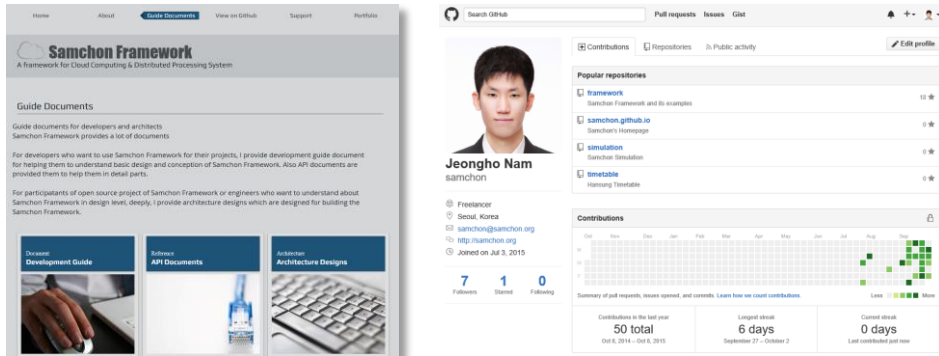 Home About Guide Documents View on Github Support Portfolio
Samchon Framework
A framework for Cloud Computing & Distributed Processing System
Guide Documents
Guide documents for developers and architects
Samchon Framework provides a lot of documents
For developers who want to use Samchon Framework for their projects, I provide development guide document
for helping them to understand basic design and conception of Samchon Framework. Also API documents are
provided them to help them in detail parts.
For participatants of open source project of Samchon Framework or engineers who want to understand about
Samchon Framework in design level, deeply, I provide architecture designs which are designed for building the
Samchon Framework.
Document
Development Guide
Reference
API Documents
Architecture
Architecture Designs
Search GitHub Pull requests Issues Gist
Contributions Repositories Public activity Edit profile
Popular repositories
framework
Samchon Framework and its examples
18
samchon.github.io
Samchon's Homepage
0
simulation
Samchon Simulation
0
timetable
Hansung Timetable
0
Jeongho Nam
samchon
Freelancer
Seoul, Korea
samchon@samchon.org
http://samchon.org
Joined on Jul 3, 2015
7 1 0
Followers Starred Following
Contributions
Oct Nov Dec Jan Feb Mar Apr May Jun Jul Aug Sep
M
W
F
Summary of pull requests, issues opened, and commits. Learn how we count contributions. Less More
Contributions in the last year
50 total
Oct 8, 2014 – Oct 8, 2015
Longest streak
6 days
September 27 – October 2
Current streak
0 days
Last contributed just now